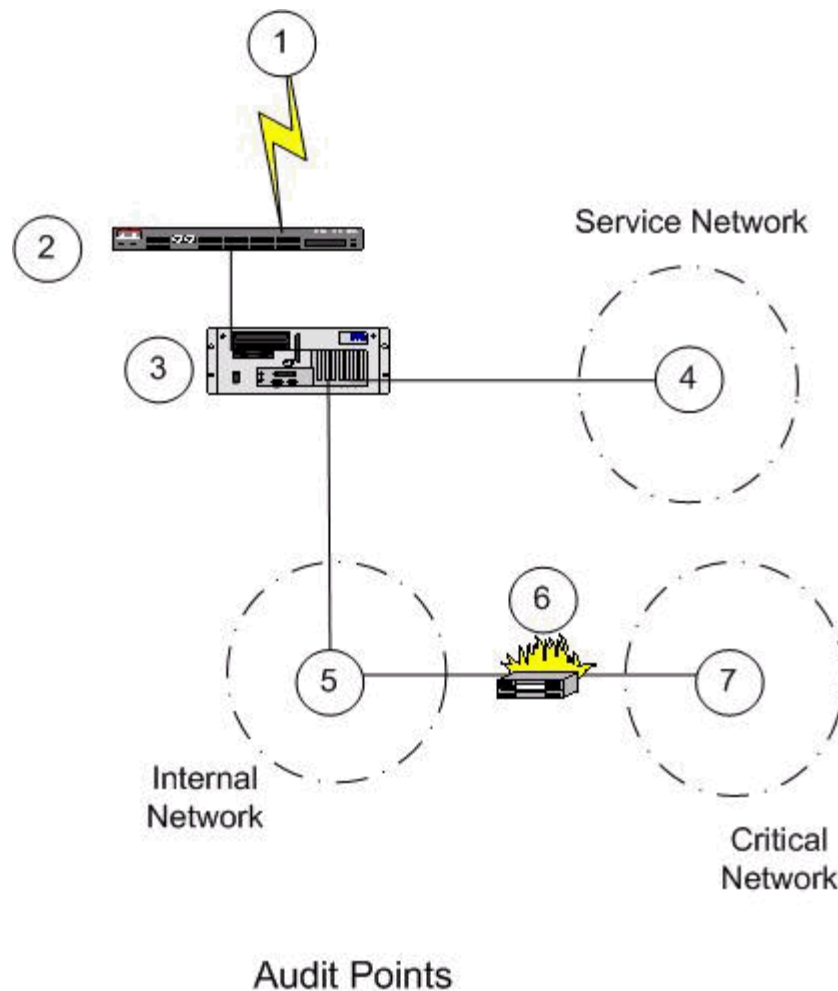 1
2
Service Network
3
4
6
5
7
Internal
Network
Critical
Network
Audit Points